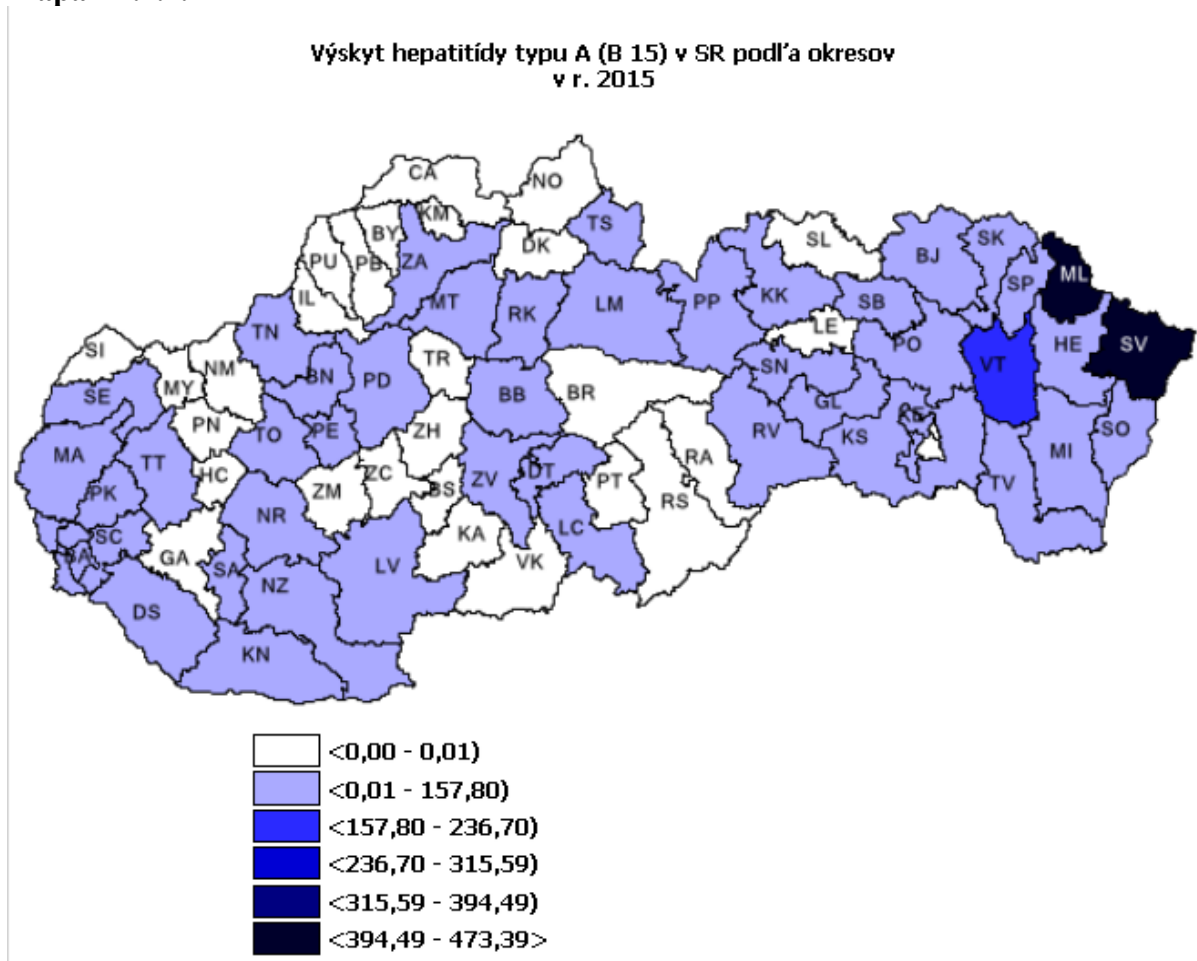 Výskyt hepatitídy typu A (B 15) v SR podľa okresov
v r. 2015
CA
NO
KM
TS
BY
DK
SL
PU
PB
ZA
BJ
SK
ML
SP
IL
MT
RK
LM
PP
KK
SB
TN
LE
SI
TR
PO
HE
SV
NM
MY
BN
PD
SN
VT
SE
BB
BR
GL
PN
TO
PE
ZH
RV
KS
KE
SO
MA
TT
HC
ZC
ZV
DT
RA
MI
PK
ZM
BS
PT
RS
TV
NR
LC
SC
KA
BA
GA
SA
NZ
LV
VK
DS
KN
<0,00 - 0,01)
<0,01 - 157,80)
<157,80 - 236,70)
<236,70 - 315,59)
<315,59 - 394,49)
<394,49 - 473,39>